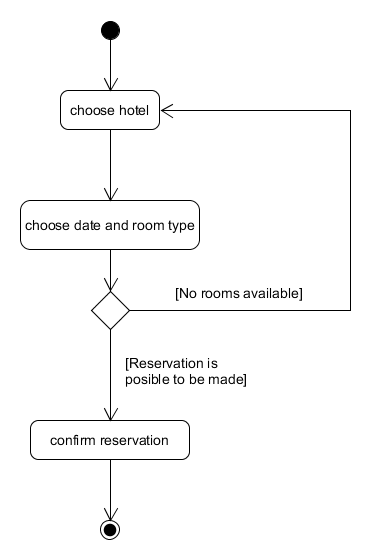 choose hotel
choose date and room type
[No rooms available]
[Reservation is
posible to be made]
confirm reservation